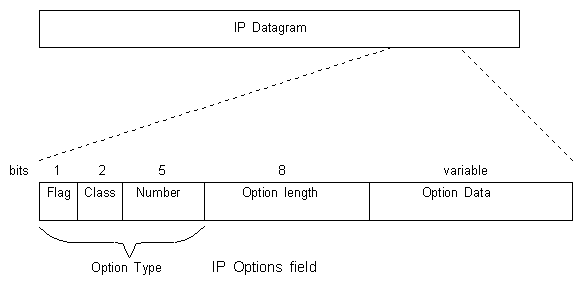 IP Datagram
bits 1 2 5 8 variable
Flag Class Number Option length Option Data
Option Type IP Options field